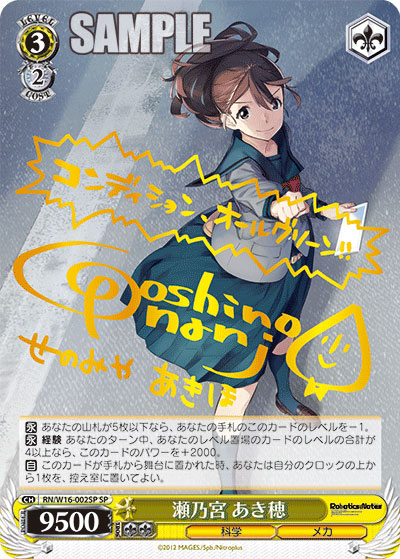 LEVEL
3
SAMPLE
2
COST
コンディション、オールグリーン!!
Yoshino
nanj
せのみや あきほ
永 あなたの山札が5枚以下なら、あなたの手札のこのカードのレベルを-1。
永 経験 あなたのターン中、あなたのレベル置場のカードのレベルの合計が
4以上なら、このカードのパワーを+2000。
自 このカードが手札から舞台に置かれた時、あなたは自分のクロックの上か
ら1枚を、控え室に置いてよい。
CH RN/W16-002SP SP
Robotics;Notes
9500
瀬乃宮 あき穂
科学
メカ
©2012 MAGES./5pb./Nitroplus